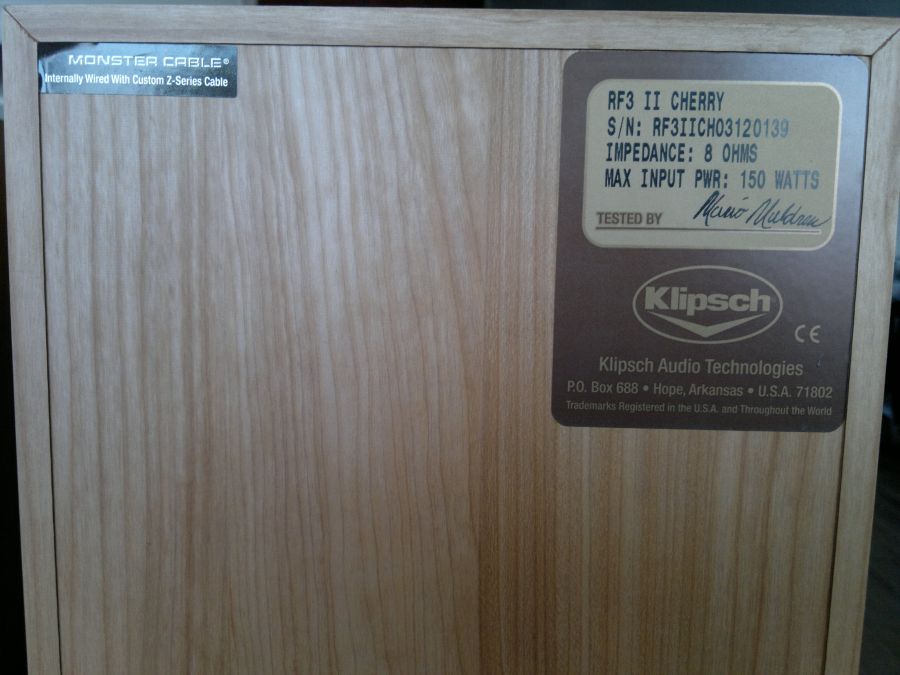 MONSTER CABLE®
Internally Wired With Custom Z-Series Cable
RF3 II CHERRY
S/N: RF3IICH03120139
IMPEDANCE: 8 OHMS
MAX INPUT PWR: 150 WATTS
TESTED BY
Klipsch
CE
Klipsch Audio Technologies
P.O. Box 688 • Hope, Arkansas • U.S.A. 71802
Trademarks Registered in the U.S.A. and Throughout the World